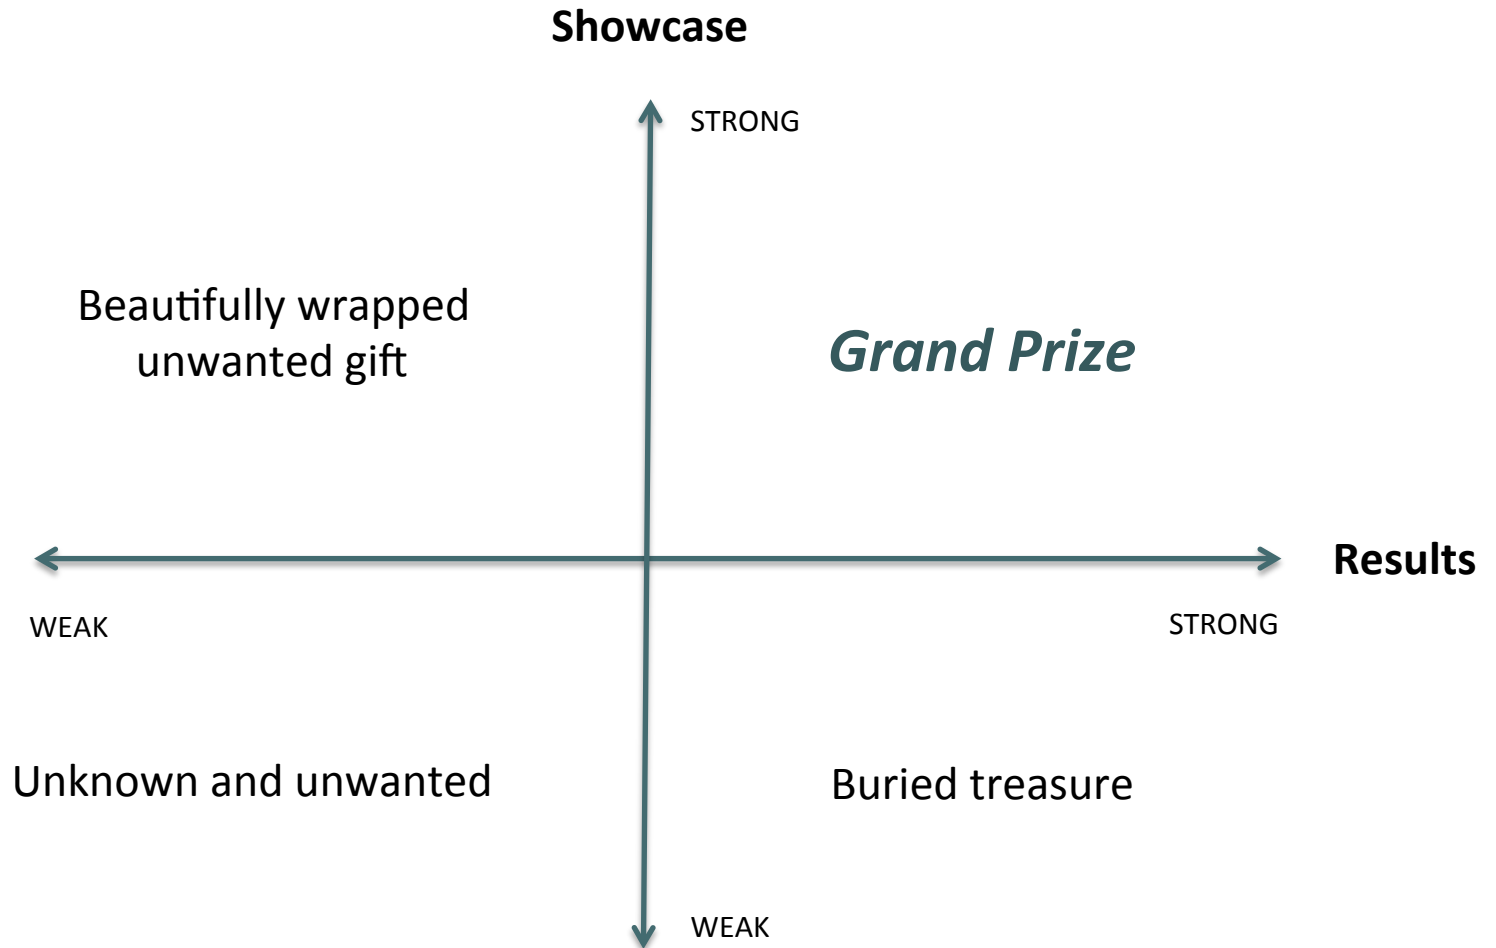 Showcase
STRONG
Beautifully wrapped
unwanted gift
Grand Prize
Results
WEAK
STRONG
Unknown and unwanted
Buried treasure
WEAK